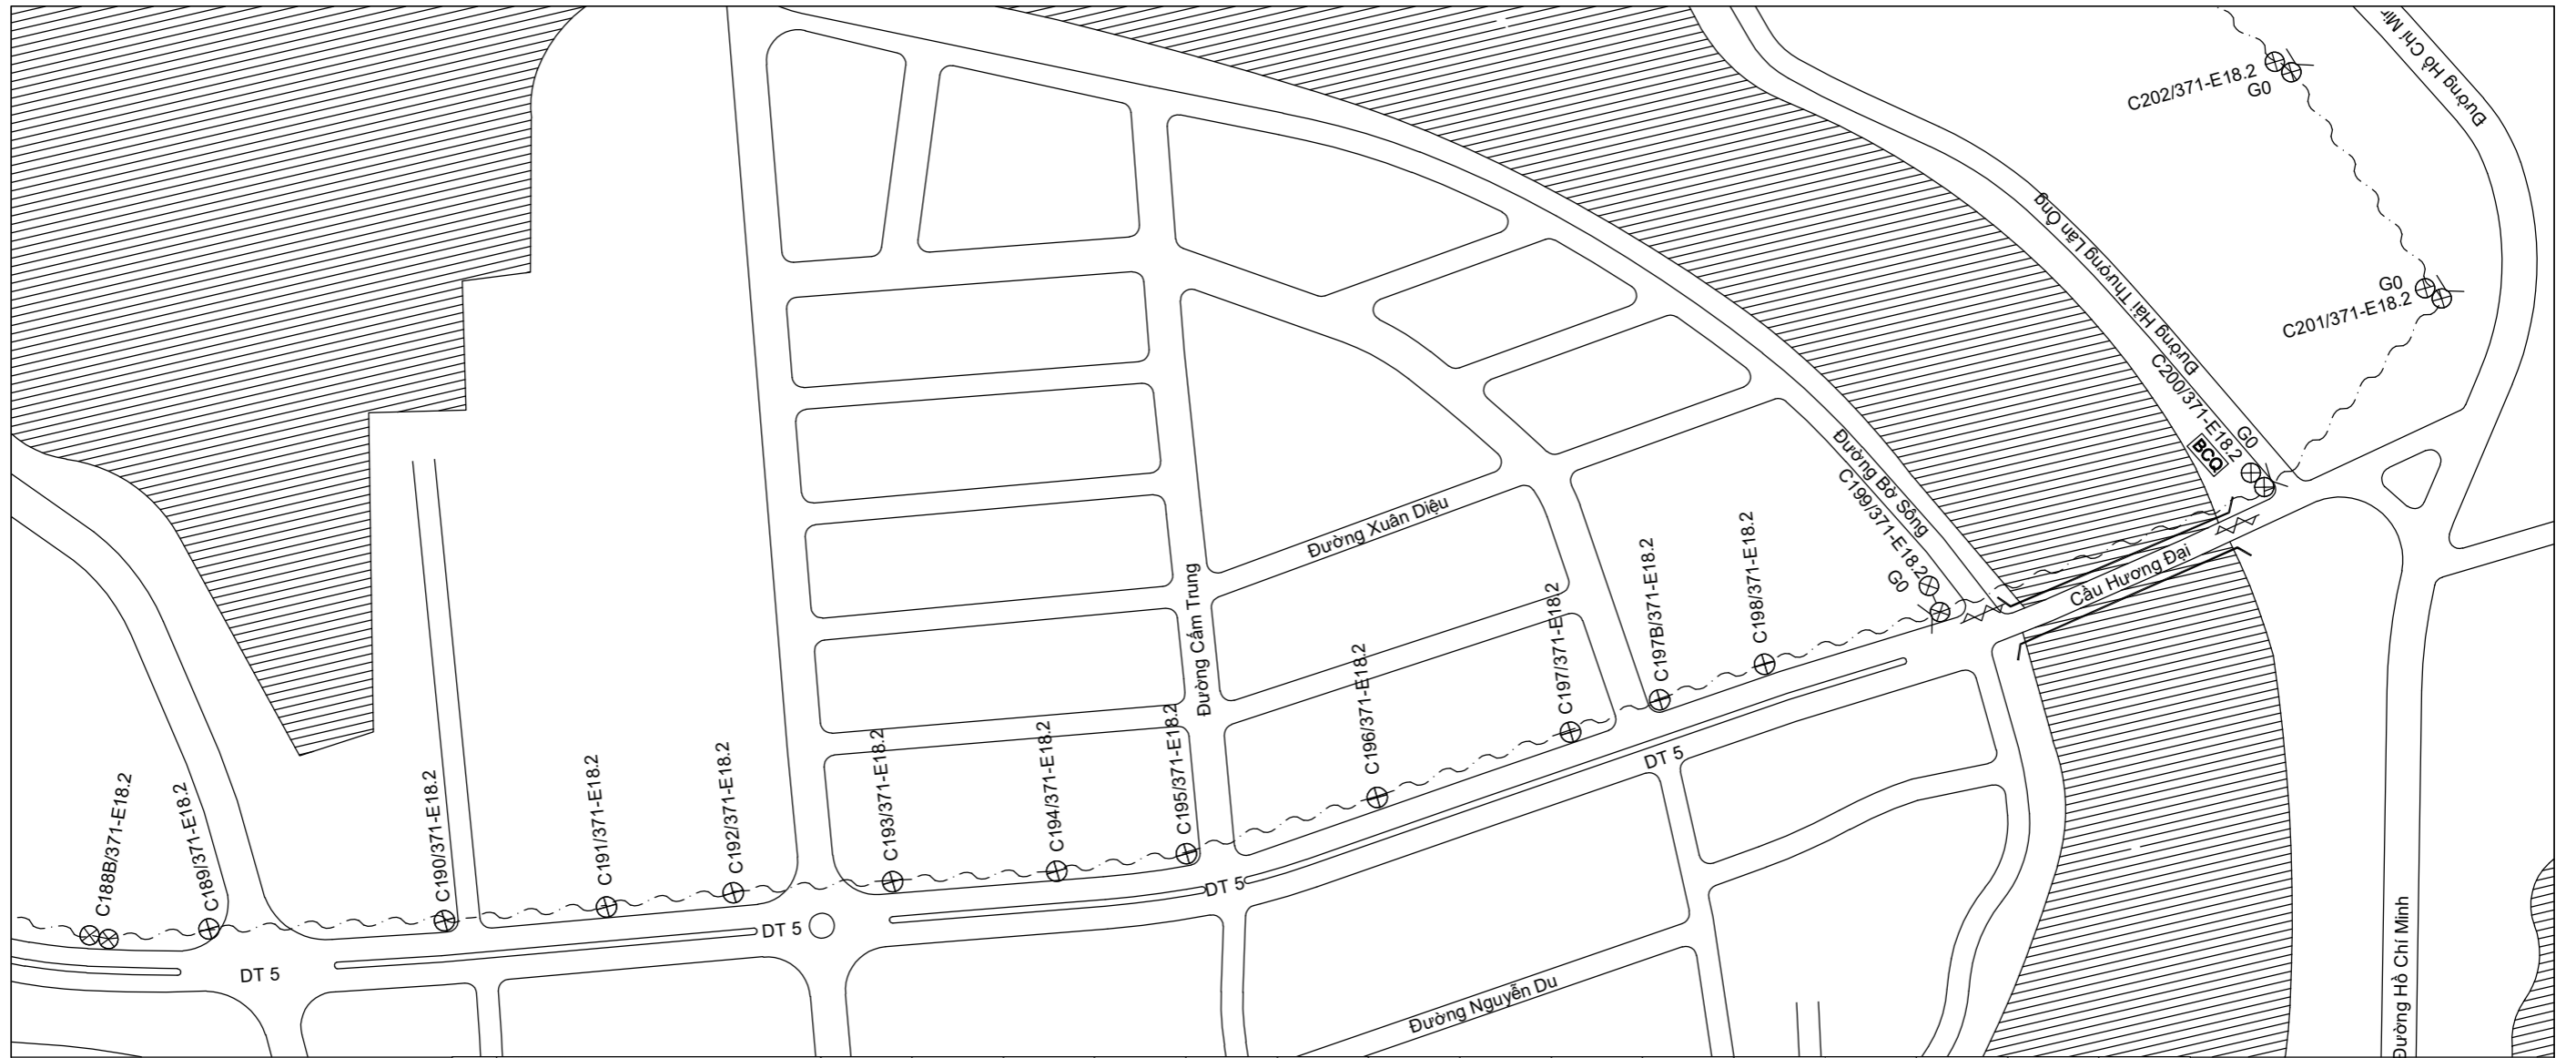 Đường Hồ Chí Min
C202/371-E18.2
G0
Đường Hải Thượng Lãn Ông
G0
C201/371-E18.2
C200/371-E18.2
G0
BCQ
Đường Bờ Sông
C199/371-E18.2
G0
Cầu Hương Đại
Đường Xuân Diệu
C198/371-E18.2
C197B/371-E18.2
C197/371-E18.2
C196/371-E18.2
Đường Cẩm Trung
C195/371-E18.2
C194/371-E18.2
C193/371-E18.2
C192/371-E18.2
C191/371-E18.2
C190/371-E18.2
C189/371-E18.2
C188B/371-E18.2
DT 5
DT 5
DT 5
DT 5
Đường Nguyễn Du
Đường Hồ Chí Minh